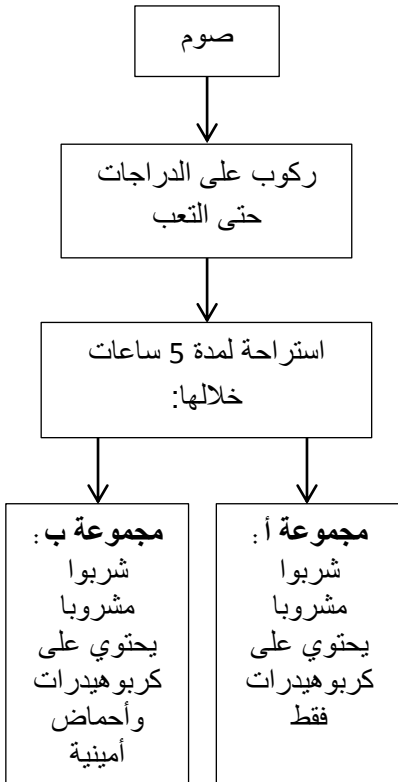 صوم
ركوب على الدراجات
حتى التعب
استراحة لمدة 5 ساعات
خلالها:
مجموعة أ:
شربوا
مشروبا
يحتوي على
كربوهيدرات
فقط
مجموعة ب:
شربوا
مشروبا
يحتوي على
كربوهيدرات
وأحماض
أمينية